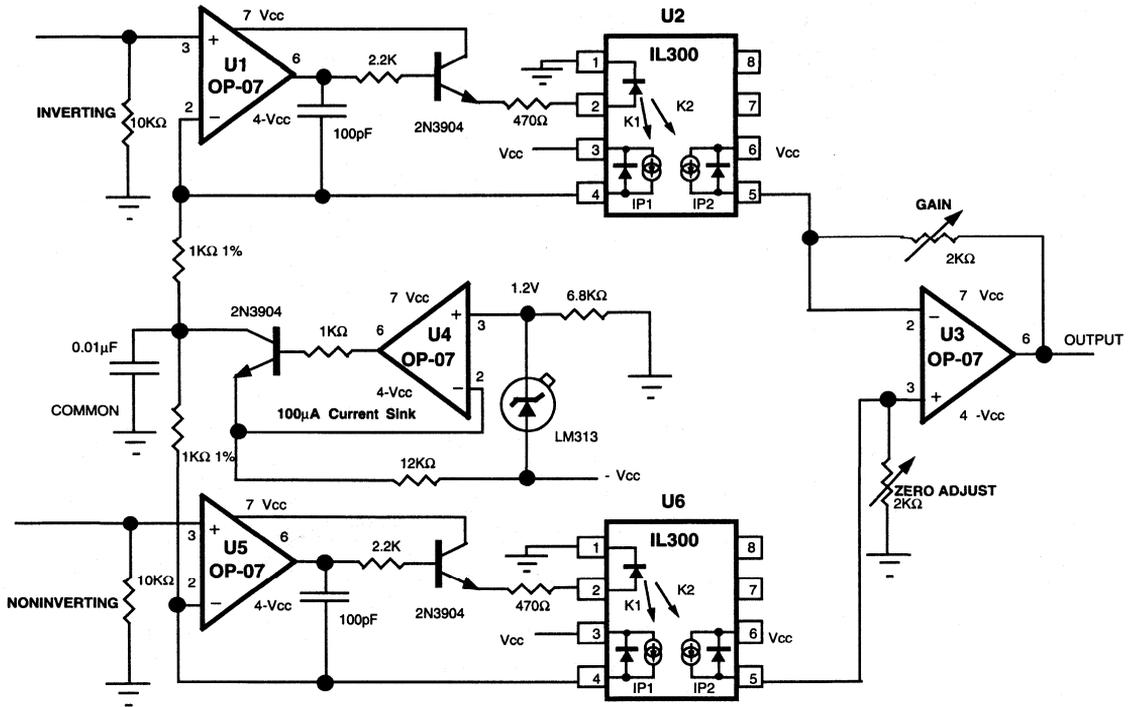 7 Vcc
3
+
U1
OP-07
6
2
−
4-Vcc
INVERTING
10KΩ
100pF
2.2K
2N3904
470Ω
U2
IL300
1
2
3
4
8
7
6
5
K1
K2
Vcc
Vcc
IP1
IP2
1KΩ 1%
2N3904
1KΩ
7 Vcc
6
U4
OP-07
+
3
−
2
4-Vcc
1.2V
6.8KΩ
0.01µF
COMMON
100µA Current Sink
LM313
1KΩ 1%
12KΩ
- Vcc
GAIN
2KΩ
7 Vcc
2
−
U3
OP-07
6
OUTPUT
3
+
4 -Vcc
ZERO ADJUST
2KΩ
7 Vcc
3
+
U5
OP-07
6
2
−
4-Vcc
NONINVERTING
10KΩ
100pF
2.2K
2N3904
470Ω
U6
IL300
1
2
3
4
8
7
6
5
K1
K2
Vcc
Vcc
IP1
IP2